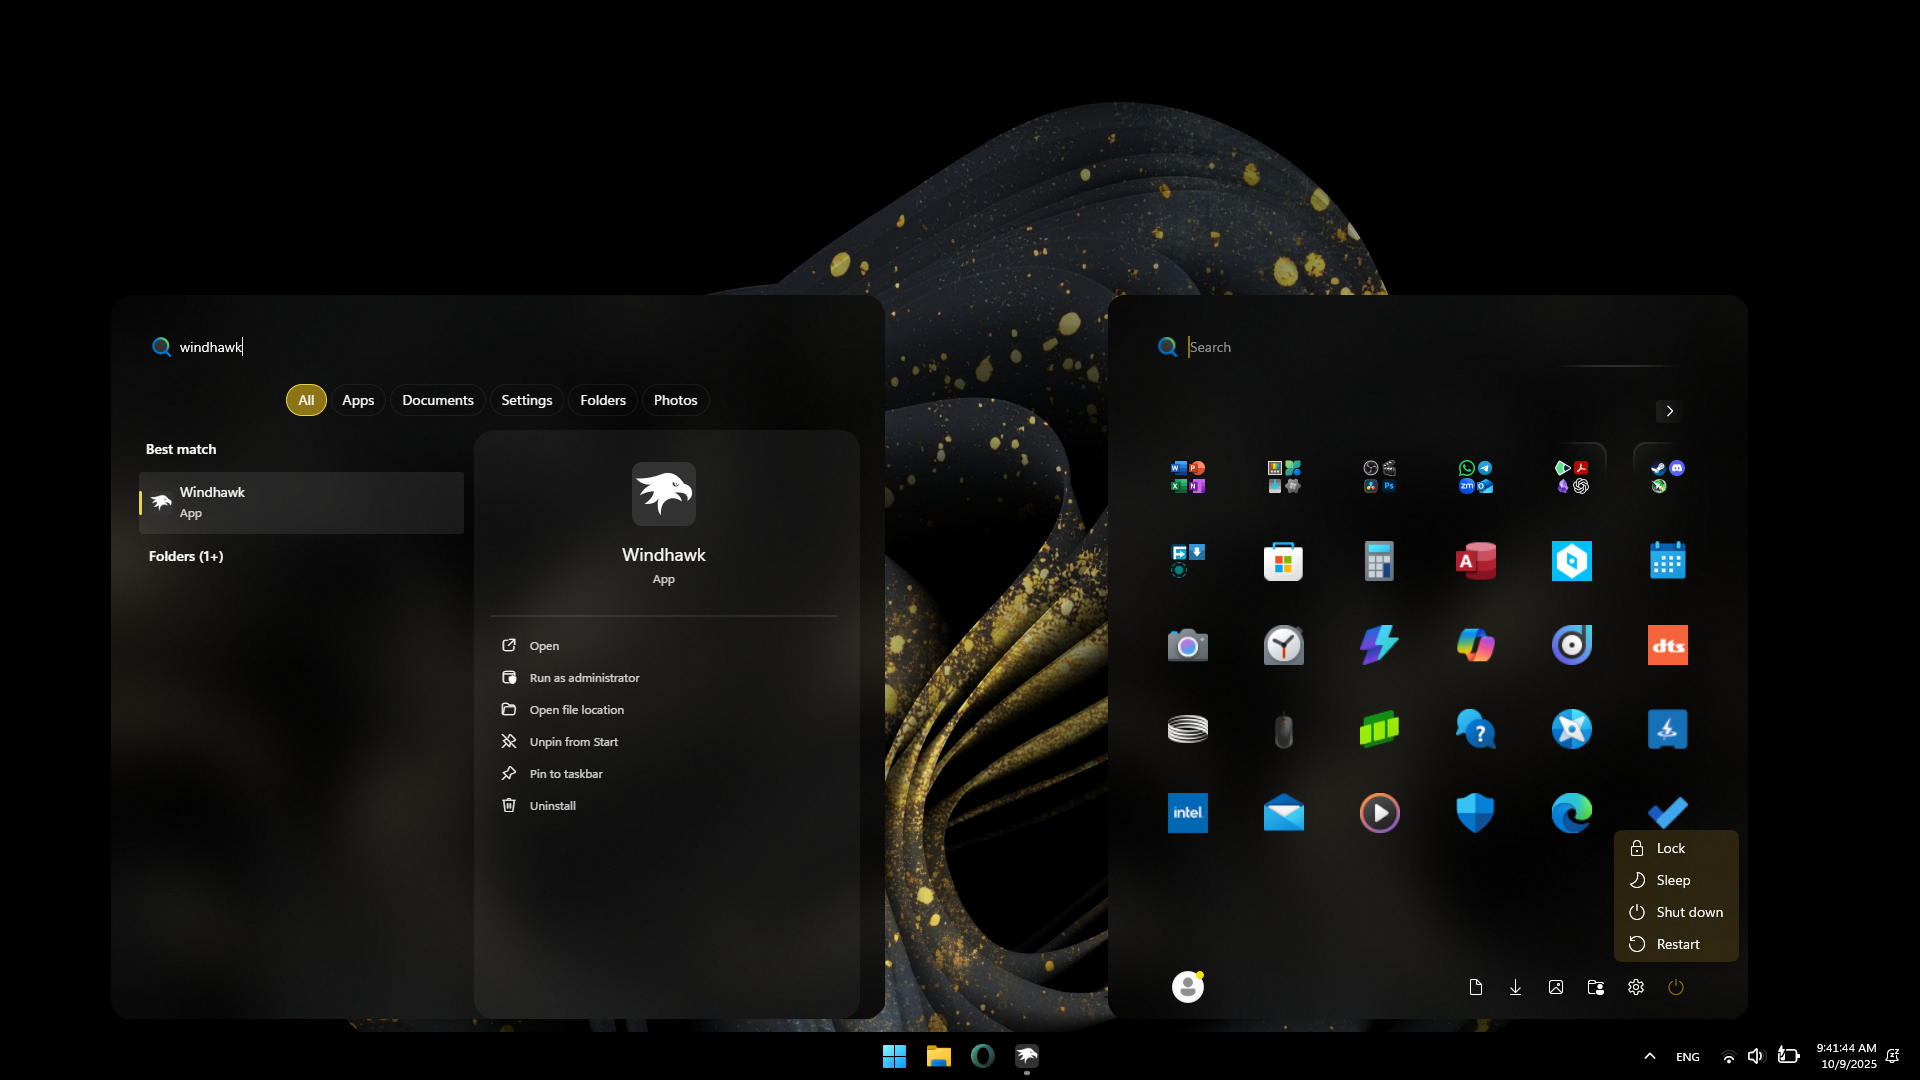 windhawk
All
Apps
Documents
Settings
Folders
Photos
Best match
Windhawk
App
Folders (1+)
Windhawk
App
Open
Run as administrator
Open file location
Unpin from Start
Pin to taskbar
Uninstall
Search
W
P
X
N
Ps
zm
O
A
dts
?
intel
Lock
Sleep
Shut down
Restart
ENG
9:41:44 AM
10/9/2025